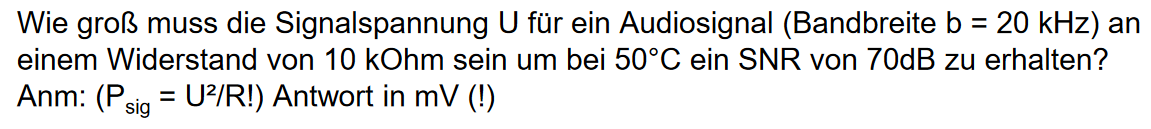 Wie groß muss die Signalspannung U für ein Audiosignal (Bandbreite b = 20 kHz) an
einem Widerstand von 10 kOhm sein um bei 50°C ein SNR von 70dB zu erhalten?
Anm: (P_sig = U²/R!) Antwort in mV (!)